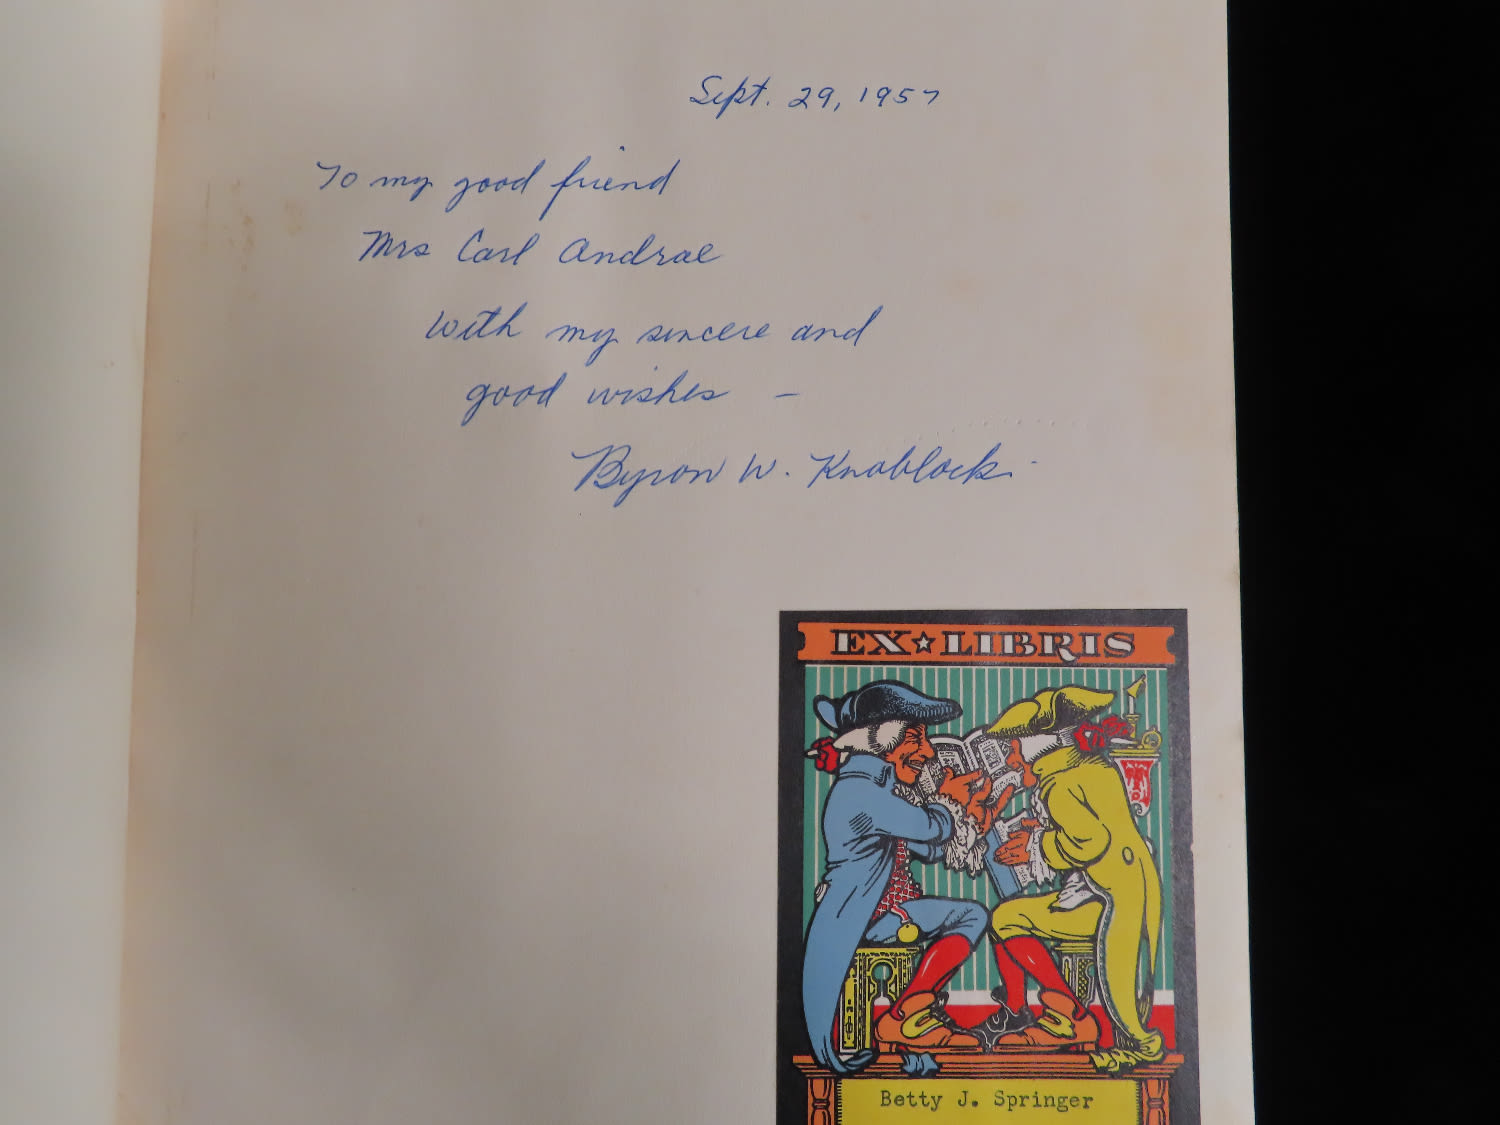 Sept. 29, 1957
To my good friend
Mrs Carl Andrae
with my sincere and
good wishes —
Byron W. Knoblock
EX★LIBRIS
Betty J. Springer